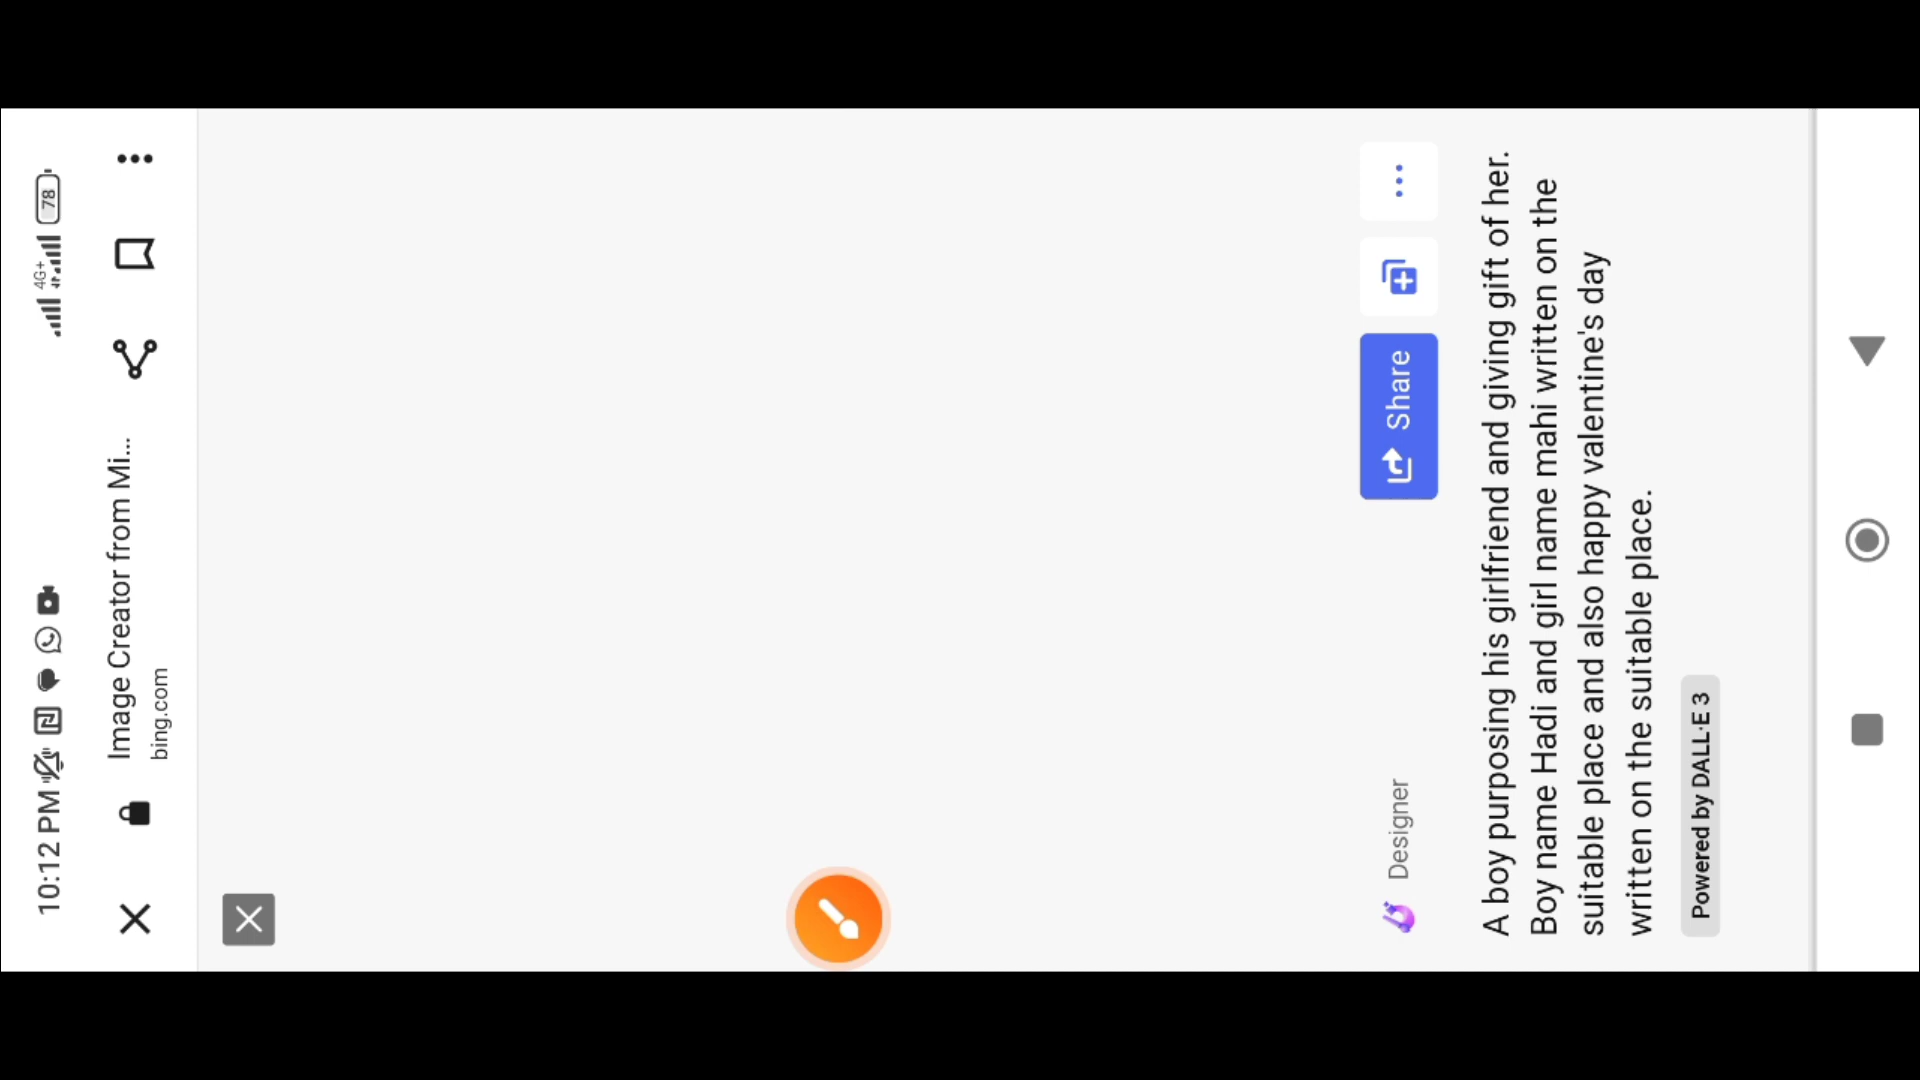 10:12 PM 4G+ 78
Image Creator from Mi...
bing.com
Designer Share
A boy purposing his girlfriend and giving gift of her.
Boy name Hadi and girl name mahi written on the
suitable place and also happy valentine's day
written on the suitable place.
Powered by DALL·E 3